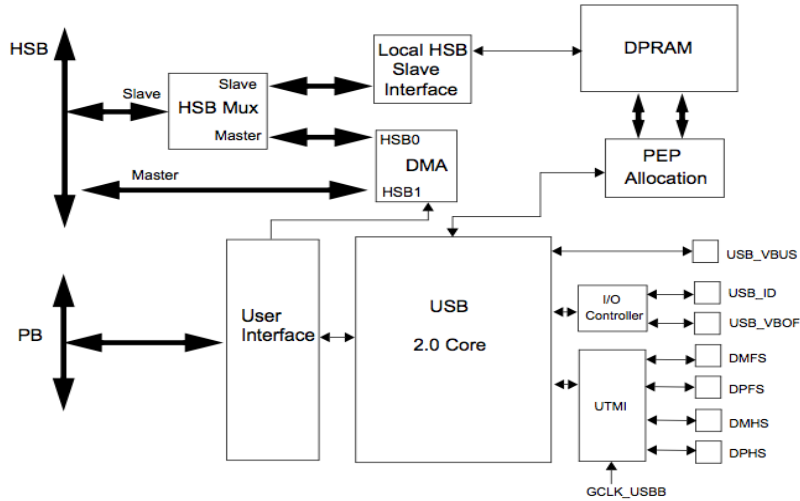 HSB
Slave
Slave
HSB Mux
Master
Local HSB
Slave
Interface
DPRAM
HSB0
DMA
HSB1
Master
PEP
Allocation
PB
User
Interface
USB
2.0 Core
I/O
Controller
UTMI
USB_VBUS
USB_ID
USB_VBOF
DMFS
DPFS
DMHS
DPHS
GCLK_USBB